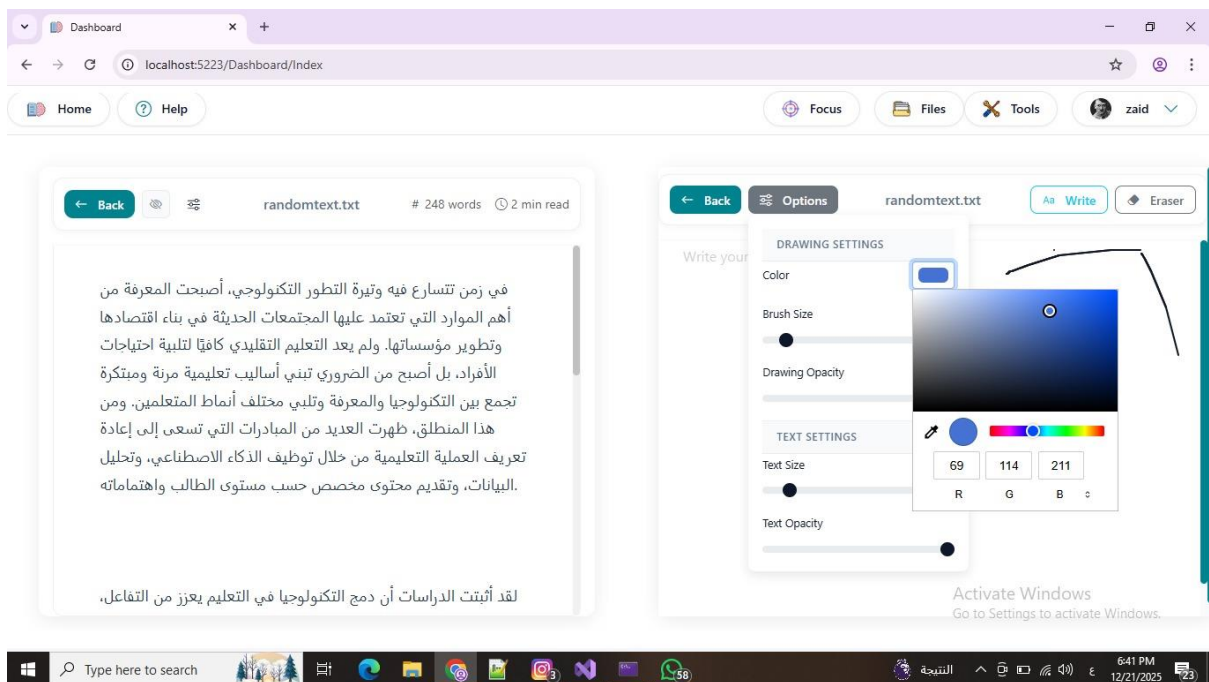 Dashboard
localhost:5223/Dashboard/Index
Home
Help
Focus
Files
Tools
zaid
Back
randomtext.txt
# 248 words
2 min read
في زمن تتسارع فيه وتيرة التطور التكنولوجي، أصبحت المعرفة من
أهم الموارد التي تعتمد عليها المجتمعات الحديثة في بناء اقتصادها
وتطوير مؤسساتها. ولم يعد التعليم التقليدي كافيًا لتلبية احتياجات
الأفراد، بل أصبح من الضروري تبني أساليب تعليمية مرنة ومبتكرة
تجمع بين التكنولوجيا والمعرفة وتلبي مختلف أنماط المتعلمين. ومن
هذا المنطلق، ظهرت العديد من المبادرات التي تسعى إلى إعادة
تعريف العملية التعليمية من خلال توظيف الذكاء الاصطناعي، وتحليل
البيانات، وتقديم محتوى مخصص حسب مستوى الطالب واهتماماته.
لقد أثبتت الدراسات أن دمج التكنولوجيا في التعليم يعزز من التفاعل،
Back
Options
randomtext.txt
Aa Write
Eraser
Write your
DRAWING SETTINGS
Color
Brush Size
Drawing Opacity
TEXT SETTINGS
Text Size
Text Opacity
69 114 211
R G B
Activate Windows
Go to Settings to activate Windows.
Type here to search
3
58
النتيجة
ع
6:41 PM
12/21/2025
23